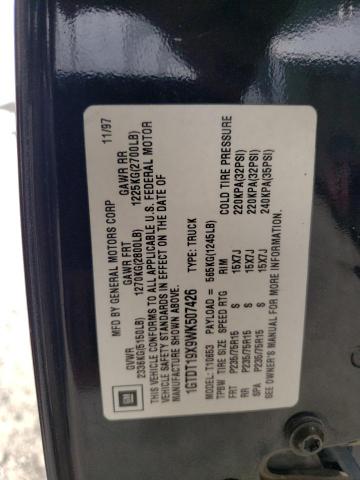 MFD BY GENERAL MOTORS CORP
11/97
GVWR GAWR FRT GAWR RR
2336KG(5150LB) 1270KG(2800LB) 1225KG(2700LB)
THIS VEHICLE CONFORMS TO ALL APPLICABLE U.S. FEDERAL MOTOR
VEHICLE SAFETY STANDARDS IN EFFECT ON THE DATE OF
MANUFACTURE SHOWN ABOVE.
1GTDT19X9WK507426 TYPE: TRUCK
MODEL: T10653 PAYLOAD = 565KG(1245LB)
TPBW TIRE SIZE SPEED RTG RIM COLD TIRE PRESSURE
FRT P235/75R15 S 15X7J 220KPA(32PSI)
RR P235/75R15 S 15X7J 220KPA(32PSI)
SPA P235/75R15 S 15X7J 240KPA(35PSI)
SEE OWNER'S MANUAL FOR MORE INFORMATION.
GM